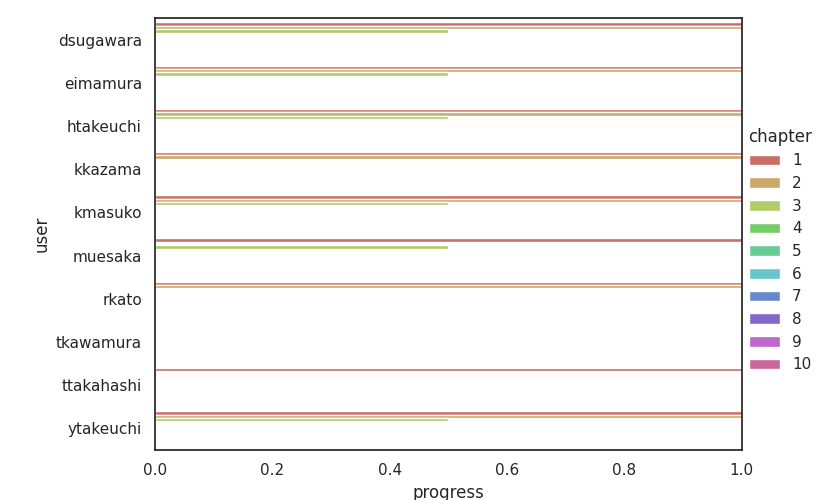 dsugawara
eimamura
htakeuchi
kkazama
kmasuko
muesaka
rkato
tkawamura
ttakahashi
ytakeuchi
user
0.0 0.2 0.4 0.6 0.8 1.0
progress
chapter
1
2
3
4
5
6
7
8
9
10